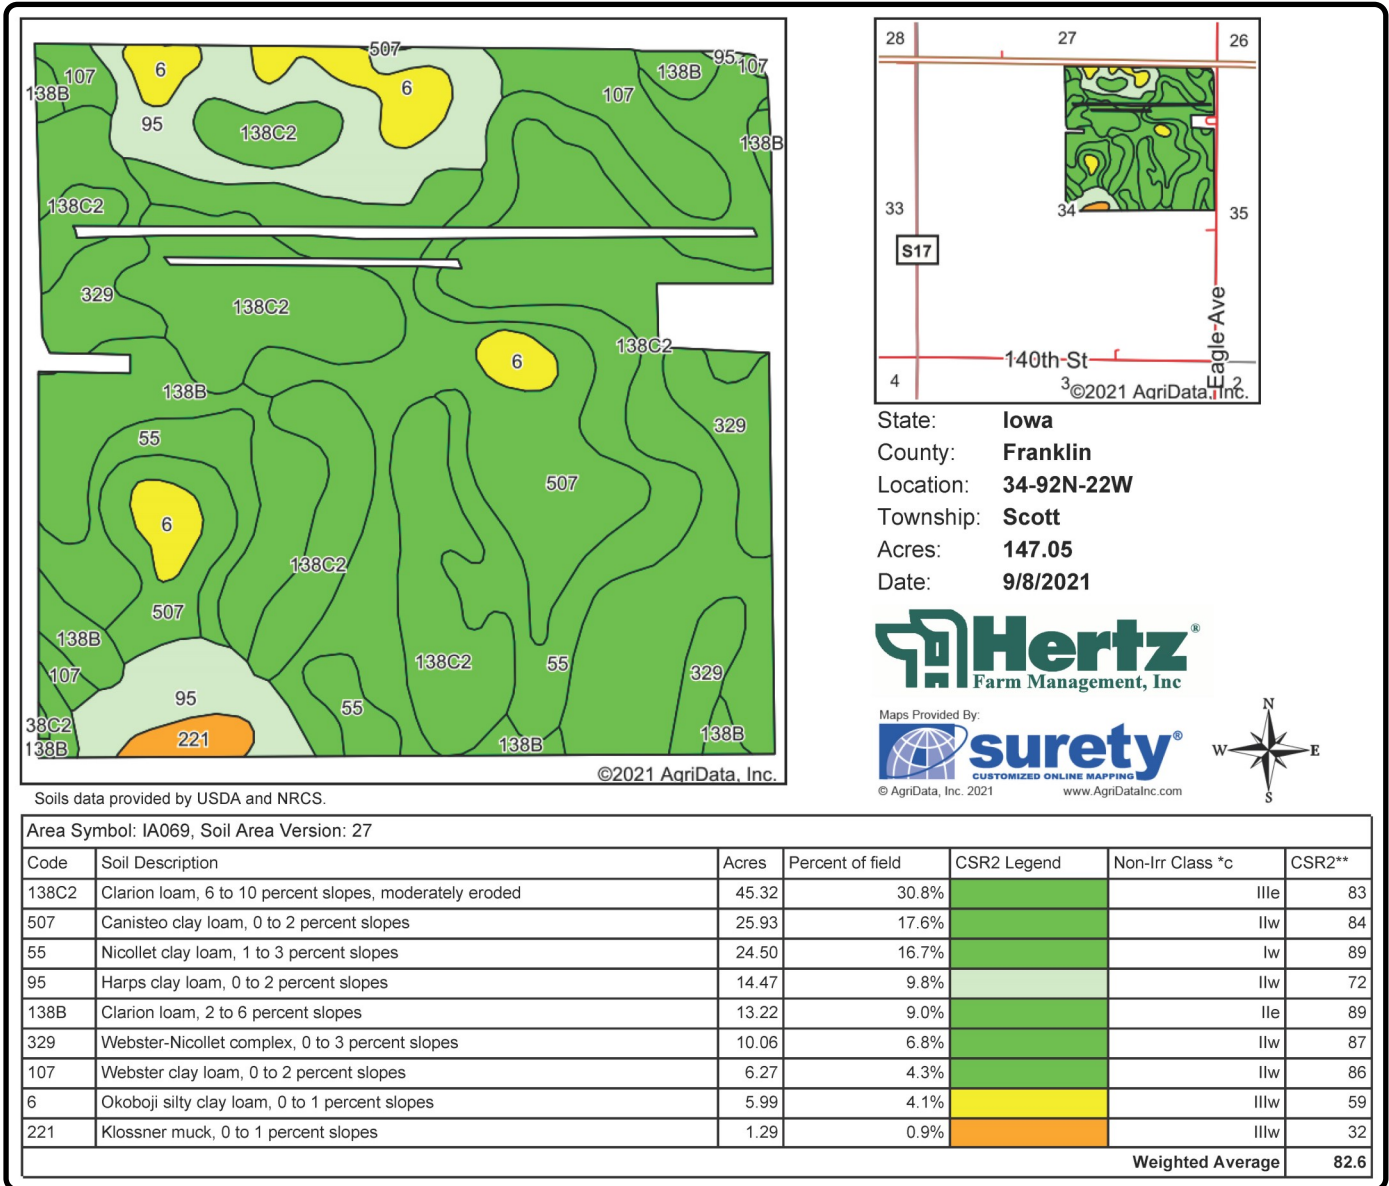 507
6
107
138B
6
95
138C2
107
138B
95
107
138B
138C2
329
138C2
138C2
6
138B
55
329
507
6
138C2
507
138B
107
138C2
55
329
95
55
38C2
138B
221
138B
138B
©2021 AgriData, Inc.
Soils data provided by USDA and NRCS.
28
27
26
33
34
35
S17
Eagle-Ave
140th-St
4
3
2
©2021 AgriData, Inc.
State: Iowa
County: Franklin
Location: 34-92N-22W
Township: Scott
Acres: 147.05
Date: 9/8/2021
Hertz®
Farm Management, Inc
Maps Provided By:
surety®
CUSTOMIZED ONLINE MAPPING
© AgriData, Inc. 2021 www.AgriDataInc.com
N
W E
S
Area Symbol: IA069, Soil Area Version: 27
Code Soil Description Acres Percent of field CSR2 Legend Non-Irr Class *c CSR2**
138C2 Clarion loam, 6 to 10 percent slopes, moderately eroded 45.32 30.8% IIIe 83
507 Canisteo clay loam, 0 to 2 percent slopes 25.93 17.6% IIw 84
55 Nicollet clay loam, 1 to 3 percent slopes 24.50 16.7% Iw 89
95 Harps clay loam, 0 to 2 percent slopes 14.47 9.8% IIw 72
138B Clarion loam, 2 to 6 percent slopes 13.22 9.0% IIe 89
329 Webster-Nicollet complex, 0 to 3 percent slopes 10.06 6.8% IIw 87
107 Webster clay loam, 0 to 2 percent slopes 6.27 4.3% IIw 86
6 Okoboji silty clay loam, 0 to 1 percent slopes 5.99 4.1% IIIw 59
221 Klossner muck, 0 to 1 percent slopes 1.29 0.9% IIIw 32
Weighted Average 82.6